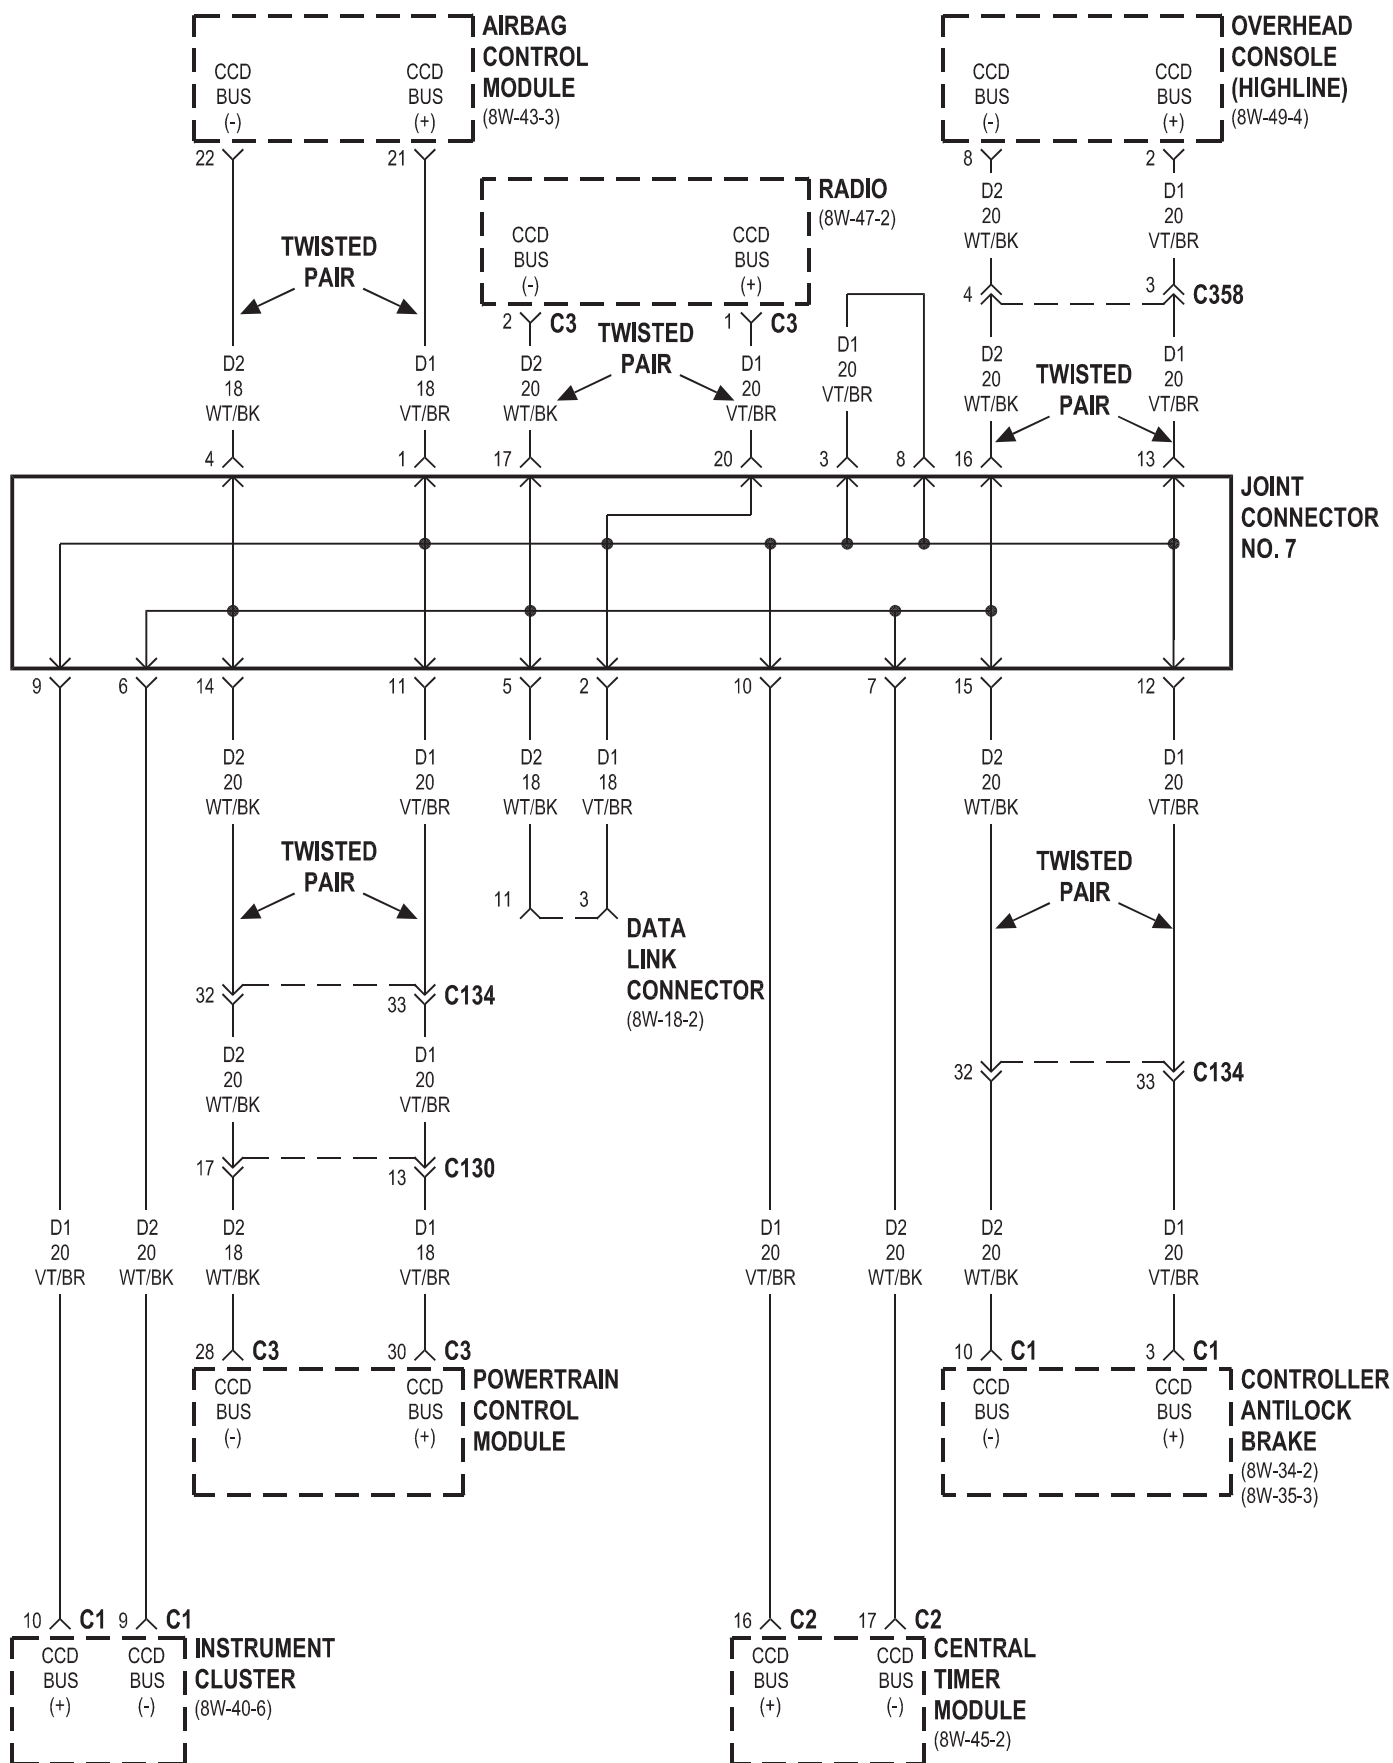 AIRBAG
CONTROL
MODULE
(8W-43-3)
CCD
BUS
(-)
CCD
BUS
(+)
22
21
OVERHEAD
CONSOLE
(HIGHLINE)
(8W-49-4)
CCD
BUS
(-)
CCD
BUS
(+)
8
2
D2
20
WT/BK
D1
20
VT/BR
4
3
C358
RADIO
(8W-47-2)
CCD
BUS
(-)
CCD
BUS
(+)
2
C3
1
C3
TWISTED
PAIR
TWISTED
PAIR
TWISTED
PAIR
D2
18
WT/BK
D1
18
VT/BR
D2
20
WT/BK
D1
20
VT/BR
D1
20
VT/BR
D2
20
WT/BK
D1
20
VT/BR
4
1
17
20
3
8
16
13
JOINT
CONNECTOR
NO. 7
9
6
14
11
5
2
10
7
15
12
D2
20
WT/BK
D1
20
VT/BR
D2
18
WT/BK
D1
18
VT/BR
D2
20
WT/BK
D1
20
VT/BR
TWISTED
PAIR
TWISTED
PAIR
11
3
DATA
LINK
CONNECTOR
(8W-18-2)
32
33
C134
D2
20
WT/BK
D1
20
VT/BR
32
33
C134
17
13
C130
D1
20
VT/BR
D2
20
WT/BK
D2
18
WT/BK
D1
18
VT/BR
D1
20
VT/BR
D2
20
WT/BK
D2
20
WT/BK
D1
20
VT/BR
28
C3
30
C3
POWERTRAIN
CONTROL
MODULE
CCD
BUS
(-)
CCD
BUS
(+)
10
C1
3
C1
CONTROLLER
ANTILOCK
BRAKE
(8W-34-2)
(8W-35-3)
CCD
BUS
(-)
CCD
BUS
(+)
10
C1
9
C1
INSTRUMENT
CLUSTER
(8W-40-6)
CCD
BUS
(+)
CCD
BUS
(-)
16
C2
17
C2
CENTRAL
TIMER
MODULE
(8W-45-2)
CCD
BUS
(+)
CCD
BUS
(-)